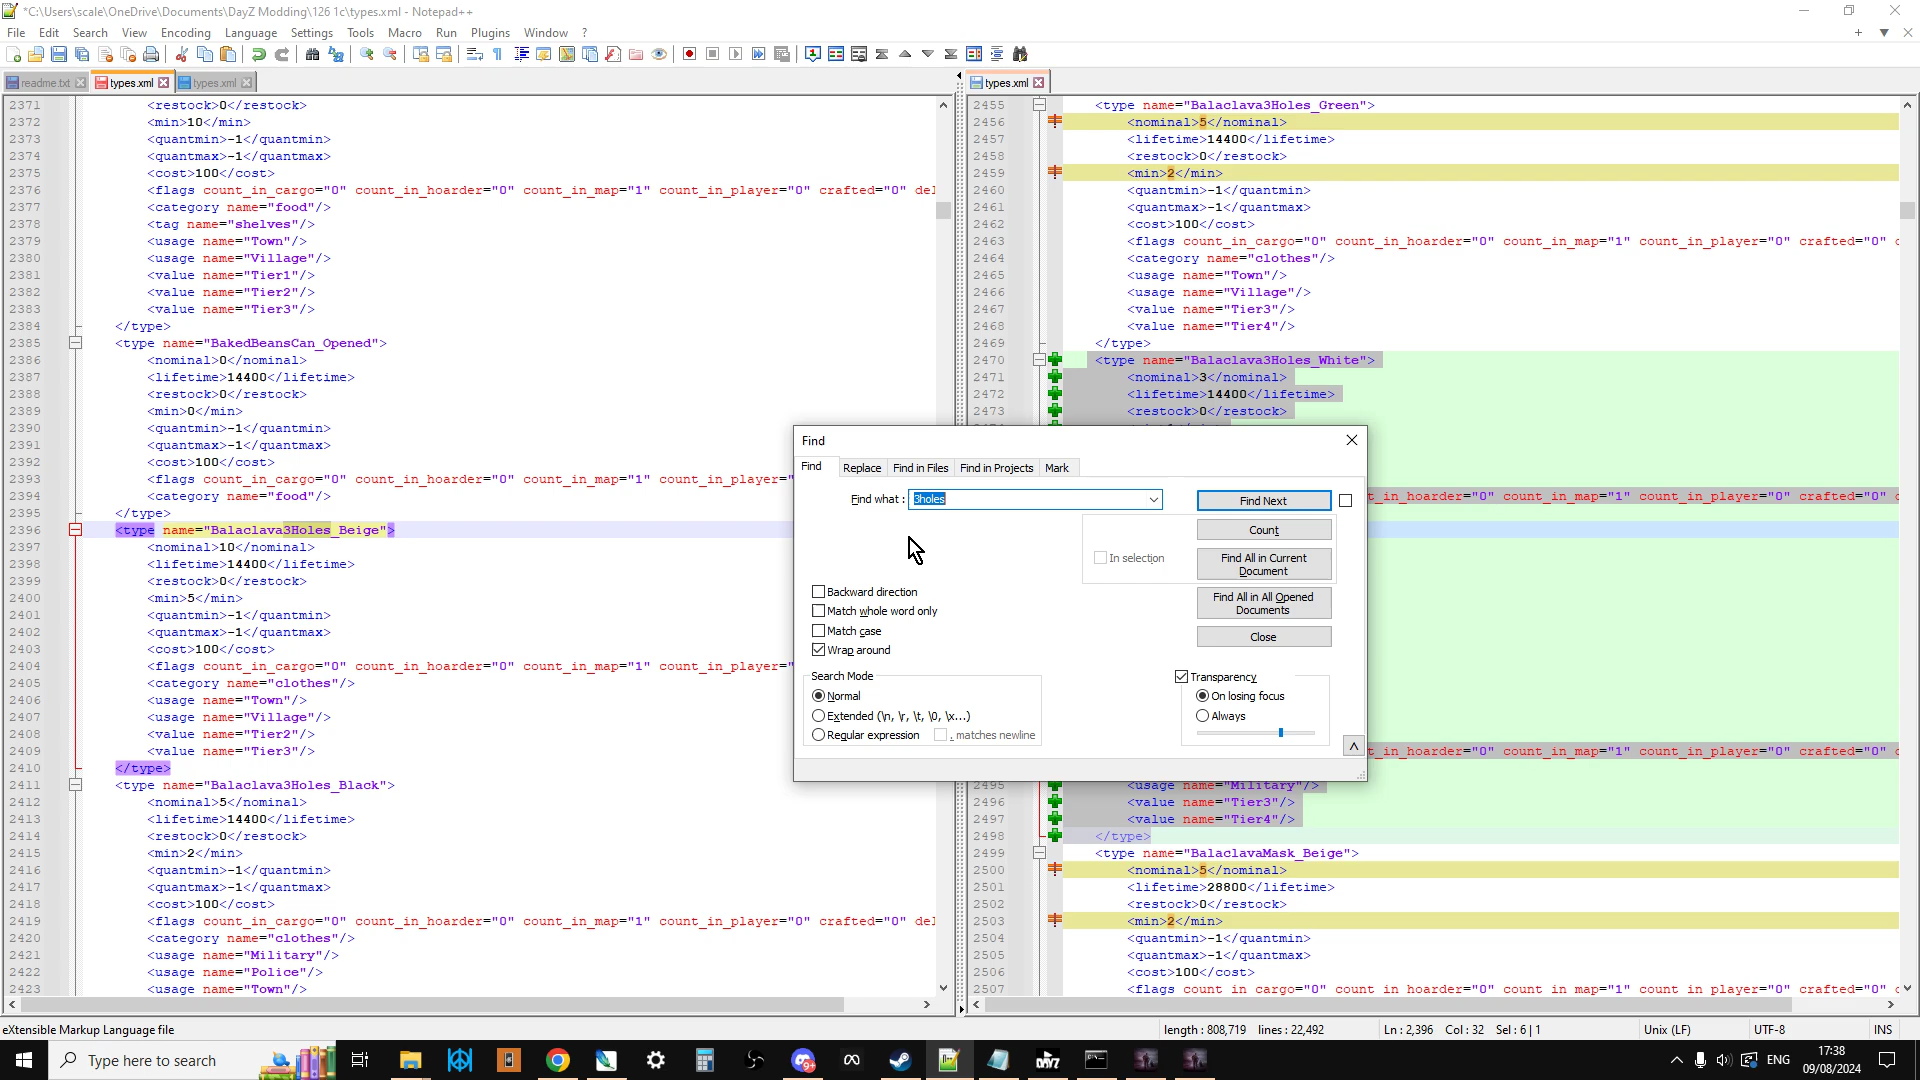 *C:\Users\scale\OneDrive\Documents\DayZ Modding\126 1c\types.xml - Notepad++
File Edit Search View Encoding Language Settings Tools Macro Run Plugins Window ?
readme.txt types.xml types.xml
2371 <restock>0</restock>
2372 <min>10</min>
2373 <quantmin>-1</quantmin>
2374 <quantmax>-1</quantmax>
2375 <cost>100</cost>
2376 <flags count_in_cargo="0" count_in_hoarder="0" count_in_map="1" count_in_player="0" crafted="0" del
2377 <category name="food"/>
2378 <tag name="shelves"/>
2379 <usage name="Town"/>
2380 <usage name="Village"/>
2381 <value name="Tier1"/>
2382 <value name="Tier2"/>
2383 <value name="Tier3"/>
2384 </type>
2385 <type name="BakedBeansCan_Opened">
2386 <nominal>0</nominal>
2387 <lifetime>14400</lifetime>
2388 <restock>0</restock>
2389 <min>0</min>
2390 <quantmin>-1</quantmin>
2391 <quantmax>-1</quantmax>
2392 <cost>100</cost>
2393 <flags count_in_cargo="0" count_in_hoarder="0" count_in_map="1" count_in_player="
2394 <category name="food"/>
2395 </type>
2396 <type name="Balaclava3Holes_Beige">
2397 <nominal>10</nominal>
2398 <lifetime>14400</lifetime>
2399 <restock>0</restock>
2400 <min>5</min>
2401 <quantmin>-1</quantmin>
2402 <quantmax>-1</quantmax>
2403 <cost>100</cost>
2404 <flags count_in_cargo="0" count_in_hoarder="0" count_in_map="1" count_in_player="
2405 <category name="clothes"/>
2406 <usage name="Town"/>
2407 <usage name="Village"/>
2408 <value name="Tier2"/>
2409 <value name="Tier3"/>
2410 </type>
2411 <type name="Balaclava3Holes_Black">
2412 <nominal>5</nominal>
2413 <lifetime>14400</lifetime>
2414 <restock>0</restock>
2415 <min>2</min>
2416 <quantmin>-1</quantmin>
2417 <quantmax>-1</quantmax>
2418 <cost>100</cost>
2419 <flags count_in_cargo="0" count_in_hoarder="0" count_in_map="1" count_in_player="0" crafted="0" del
2420 <category name="clothes"/>
2421 <usage name="Military"/>
2422 <usage name="Police"/>
2423 <usage name="Town"/>
types.xml
2455 <type name="Balaclava3Holes_Green">
2456 <nominal>5</nominal>
2457 <lifetime>14400</lifetime>
2458 <restock>0</restock>
2459 <min>2</min>
2460 <quantmin>-1</quantmin>
2461 <quantmax>-1</quantmax>
2462 <cost>100</cost>
2463 <flags count_in_cargo="0" count_in_hoarder="0" count_in_map="1" count_in_player="0" crafted="0"
2464 <category name="clothes"/>
2465 <usage name="Town"/>
2466 <usage name="Village"/>
2467 <value name="Tier3"/>
2468 <value name="Tier4"/>
2469 </type>
2470 <type name="Balaclava3Holes_White">
2471 <nominal>3</nominal>
2472 <lifetime>14400</lifetime>
2473 <restock>0</restock>
t_in_hoarder="0" count_in_map="1" count_in_player="0" crafted="0"
t_in_hoarder="0" count_in_map="1" count_in_player="0" crafted="0"
2495 <usage name="Military"/>
2496 <value name="Tier3"/>
2497 <value name="Tier4"/>
2498 </type>
2499 <type name="BalaclavaMask_Beige">
2500 <nominal>5</nominal>
2501 <lifetime>28800</lifetime>
2502 <restock>0</restock>
2503 <min>2</min>
2504 <quantmin>-1</quantmin>
2505 <quantmax>-1</quantmax>
2506 <cost>100</cost>
2507 <flags count_in_cargo="0" count_in_hoarder="0" count_in_map="1" count_in_player="0" crafted="0"
Find
Find Replace Find in Files Find in Projects Mark
Find what : 3holes
Find Next
Count
In selection
Find All in Current Document
Find All in All Opened Documents
Close
Backward direction
Match whole word only
Match case
Wrap around
Search Mode
Normal
Extended (\n, \r, \t, \0, \x...)
Regular expression . matches newline
Transparency
On losing focus
Always
eXtensible Markup Language file length : 808,719 lines : 22,492 Ln : 2,396 Col : 32 Sel : 6 | 1 Unix (LF) UTF-8 INS
Type here to search
9+
DAYZ
ENG
17:38
09/08/2024